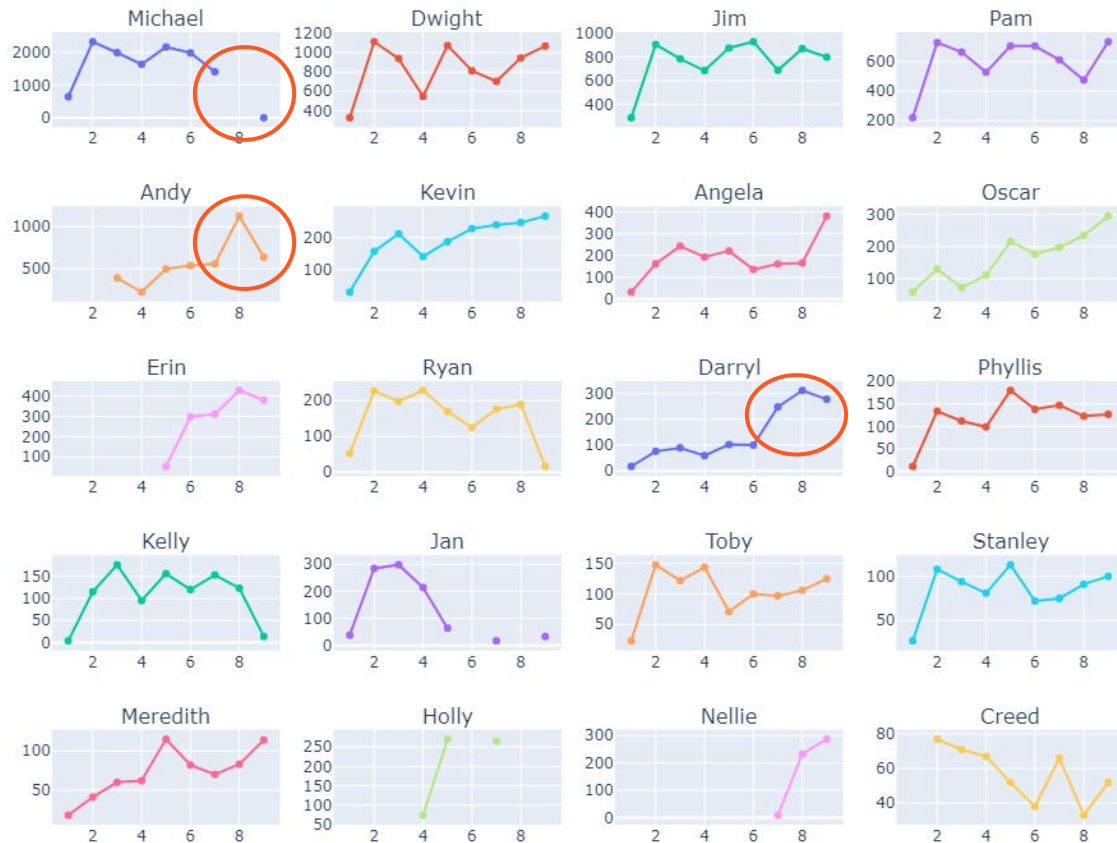 Michael Dwight Jim Pam
2000 1000 0
2 4 6 8
1200 1000 800 600 400
2 4 6 8
1000 800 600 400
2 4 6 8
600 400 200
2 4 6 8
Andy Kevin Angela Oscar
1000 500
2 4 6 8
200 100
2 4 6 8
400 300 200 100 0
2 4 6 8
300 200 100
2 4 6 8
Erin Ryan Darryl Phyllis
400 300 200 100
2 4 6 8
200 100 0
2 4 6 8
300 200 100 0
2 4 6 8
200 150 100 50 0
2 4 6 8
Kelly Jan Toby Stanley
150 100 50 0
2 4 6 8
300 200 100 0
2 4 6 8
150 100 50
2 4 6 8
100 50
2 4 6 8
Meredith Holly Nellie Creed
100 50
2 4 6 8
250 200 150 100 50
2 4 6 8
300 200 100 0
2 4 6 8
80 60 40
2 4 6 8